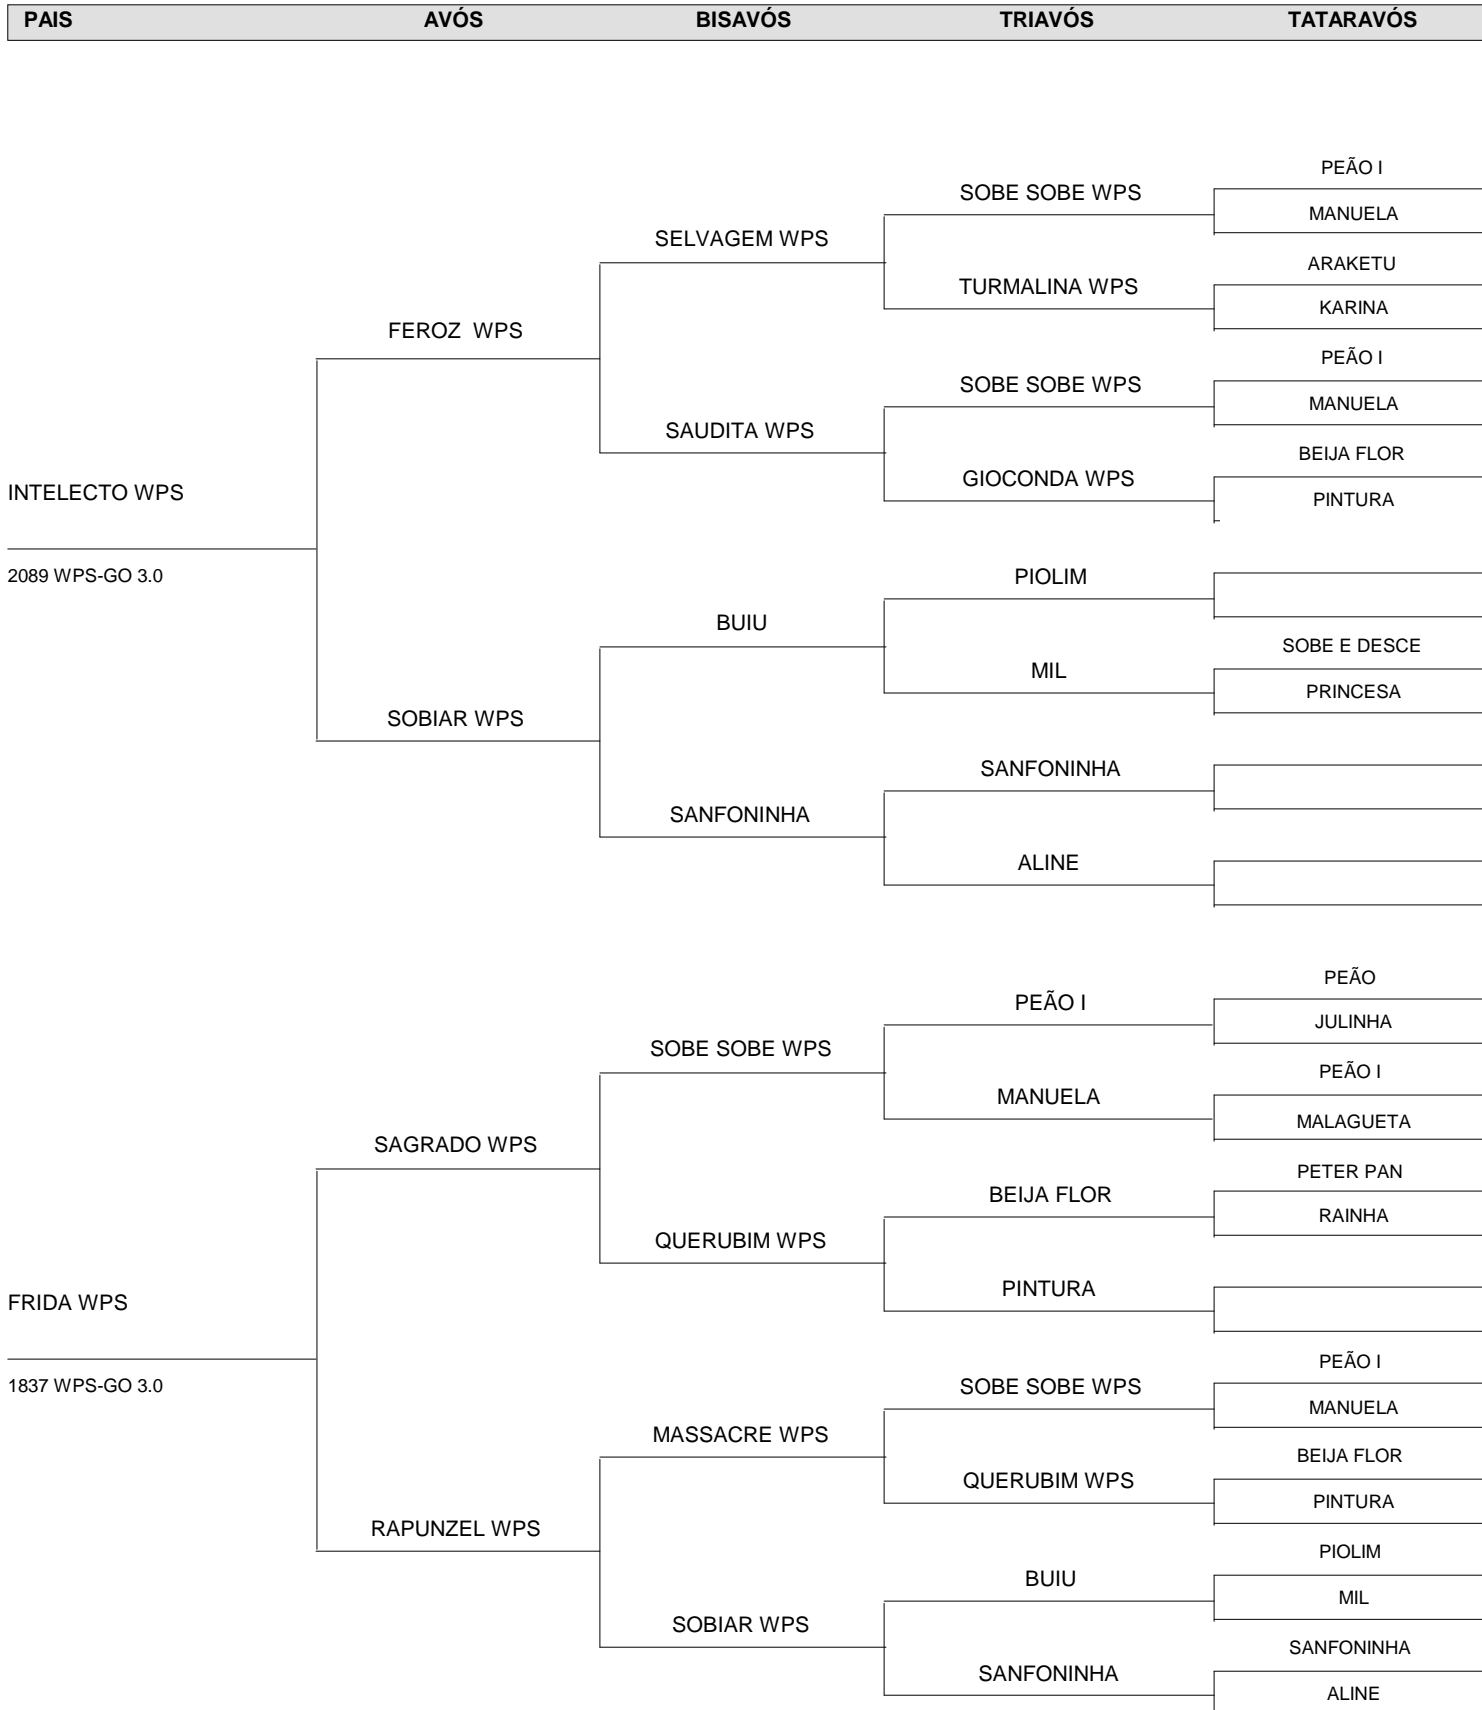 PAIS AVÓS BISAVÓS TRIAVÓS TATARAVÓS
PEÃO I
SOBE SOBE WPS
MANUELA
SELVAGEM WPS
ARAKETU
TURMALINA WPS
KARINA
FEROZ WPS
PEÃO I
SOBE SOBE WPS
MANUELA
SAUDITA WPS
BEIJA FLOR
GIOCONDA WPS
INTELECTO WPS
PINTURA
2089 WPS-GO 3.0
PIOLIM
BUIU
SOBE E DESCE
MIL
PRINCESA
SOBIAR WPS
SANFONINHA
SANFONINHA
ALINE
PEÃO
PEÃO I
JULINHA
SOBE SOBE WPS
PEÃO I
MANUELA
MALAGUETA
SAGRADO WPS
PETER PAN
BEIJA FLOR
RAINHA
QUERUBIM WPS
PINTURA
FRIDA WPS
PEÃO I
1837 WPS-GO 3.0
SOBE SOBE WPS
MANUELA
MASSACRE WPS
BEIJA FLOR
QUERUBIM WPS
PINTURA
RAPUNZEL WPS
PIOLIM
BUIU
MIL
SOBIAR WPS
SANFONINHA
SANFONINHA
ALINE